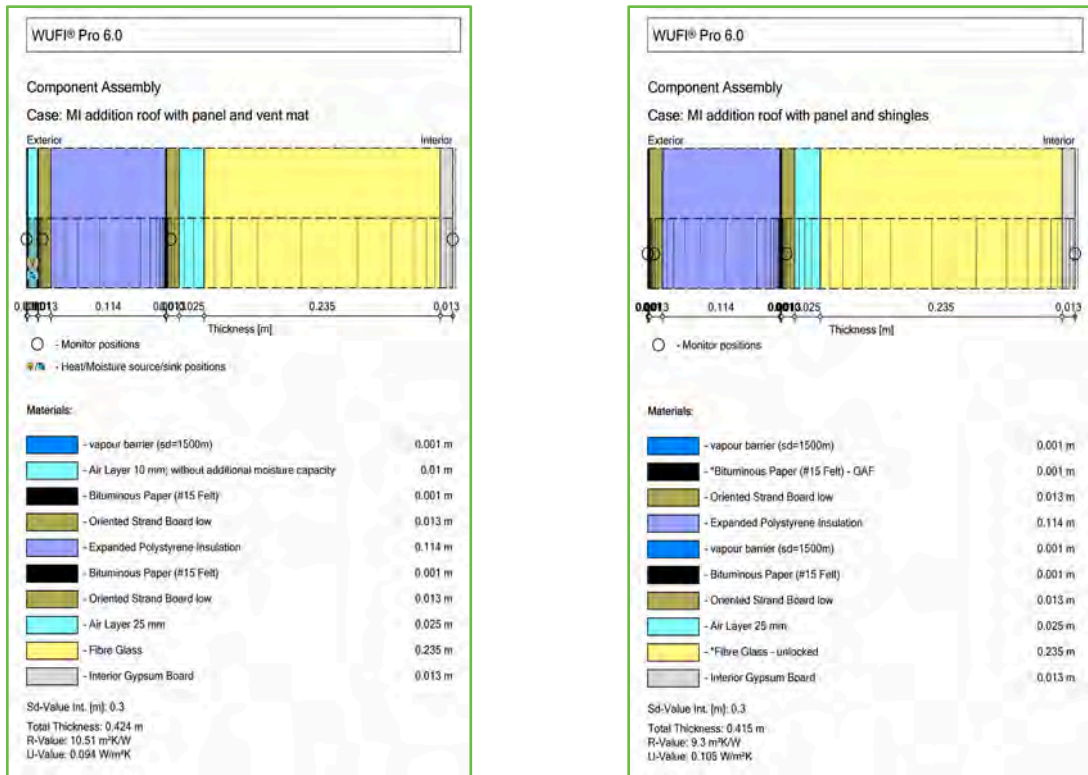 WUFI® Pro 6.0
Component Assembly
Case: MI addition roof with panel and vent mat
Exterior
Interior
0.114
0.025
0.235
0.013
Thickness [m]
- Monitor positions
- Heat/Moisture source/sink positions
Materials:
- vapour barrier (sd=1500m) 0.001 m
- Air Layer 10 mm; without additional moisture capacity 0.01 m
- Bituminous Paper (#15 Felt) 0.001 m
- Oriented Strand Board low 0.013 m
- Expanded Polystyrene Insulation 0.114 m
- Bituminous Paper (#15 Felt) 0.001 m
- Oriented Strand Board low 0.013 m
- Air Layer 25 mm 0.025 m
- Fibre Glass 0.235 m
- Interior Gypsum Board 0.013 m
Sd-Value Int. [m]: 0.3
Total Thickness: 0.424 m
R-Value: 10.51 m²K/W
U-Value: 0.094 W/m²K
WUFI® Pro 6.0
Component Assembly
Case: MI addition roof with panel and shingles
Exterior
Interior
0.114
0.025
0.235
0.013
Thickness [m]
- Monitor positions
Materials:
- vapour barrier (sd=1500m) 0.001 m
- *Bituminous Paper (#15 Felt) - GAF 0.001 m
- Oriented Strand Board low 0.013 m
- Expanded Polystyrene Insulation 0.114 m
- vapour barrier (sd=1500m) 0.001 m
- Bituminous Paper (#15 Felt) 0.001 m
- Oriented Strand Board low 0.013 m
- Air Layer 25 mm 0.025 m
- *Fibre Glass - unlocked 0.235 m
- Interior Gypsum Board 0.013 m
Sd-Value Int. [m]: 0.3
Total Thickness: 0.415 m
R-Value: 9.3 m²K/W
U-Value: 0.105 W/m²K